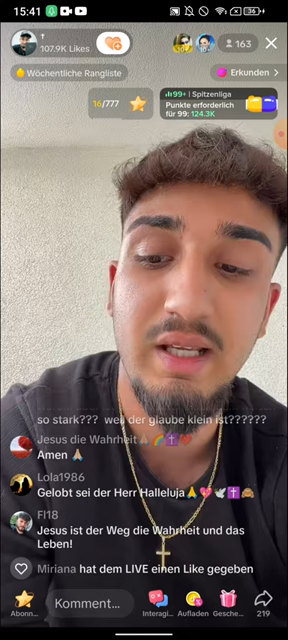 15:41
36
†
107.9K Likes
163
Wöchentliche Rangliste
Erkunden >
16/777
99+ | Spitzenliga
Punkte erforderlich
für 99: 124.3K
so stark??? weil der glaube klein ist??????
Jesus die Wahrheit🙏🌈✝️❤️
Amen 🙏
Lola1986
Gelobt sei der Herr Halleluja🙏💖🕊️✝️🙈
Fl18
Jesus ist der Weg die Wahrheit und das
Leben!
Miriana hat dem LIVE einen Like gegeben
Abonn...
Komment...
Interagi...
Aufladen
Gesche...
219